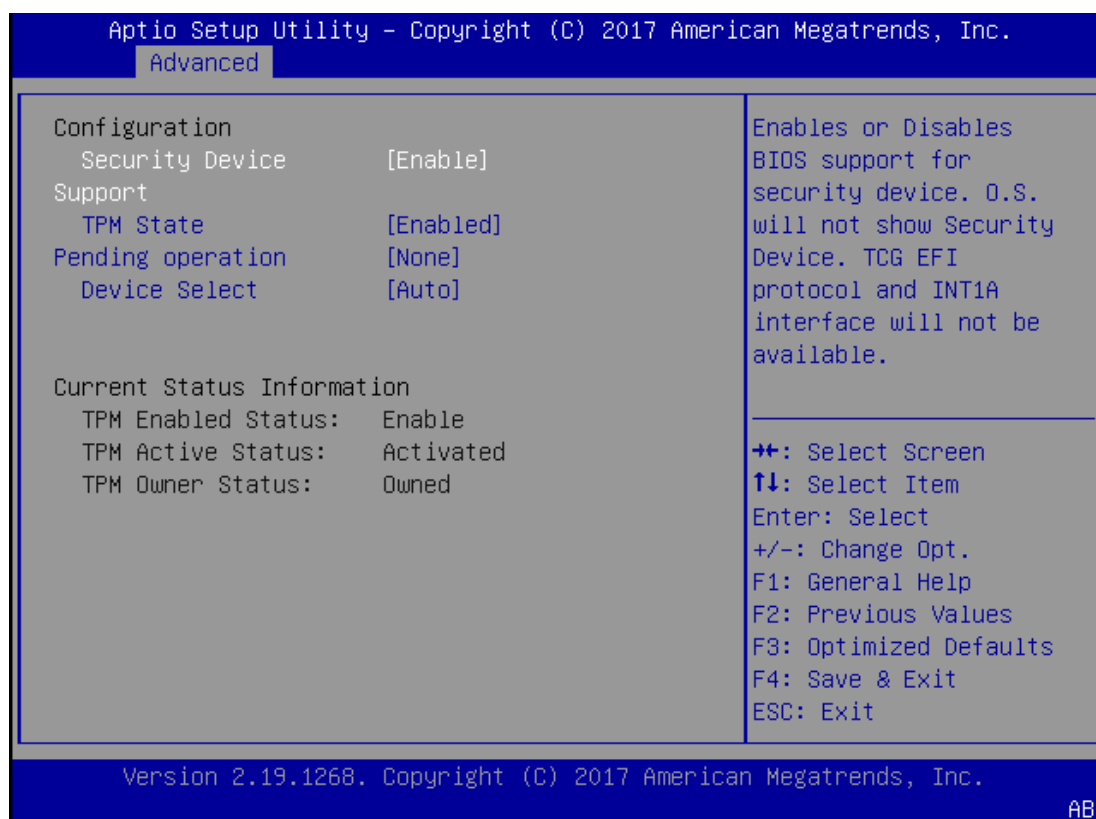 Aptio Setup Utility – Copyright (C) 2017 American Megatrends, Inc.
Advanced
Configuration
Security Device [Enable]
Support
TPM State [Enabled]
Pending operation [None]
Device Select [Auto]
Current Status Information
TPM Enabled Status: Enable
TPM Active Status: Activated
TPM Owner Status: Owned
Enables or Disables
BIOS support for
security device. O.S.
will not show Security
Device. TCG EFI
protocol and INT1A
interface will not be
available.
→←: Select Screen
↑↓: Select Item
Enter: Select
+/-: Change Opt.
F1: General Help
F2: Previous Values
F3: Optimized Defaults
F4: Save & Exit
ESC: Exit
Version 2.19.1268. Copyright (C) 2017 American Megatrends, Inc.
AB